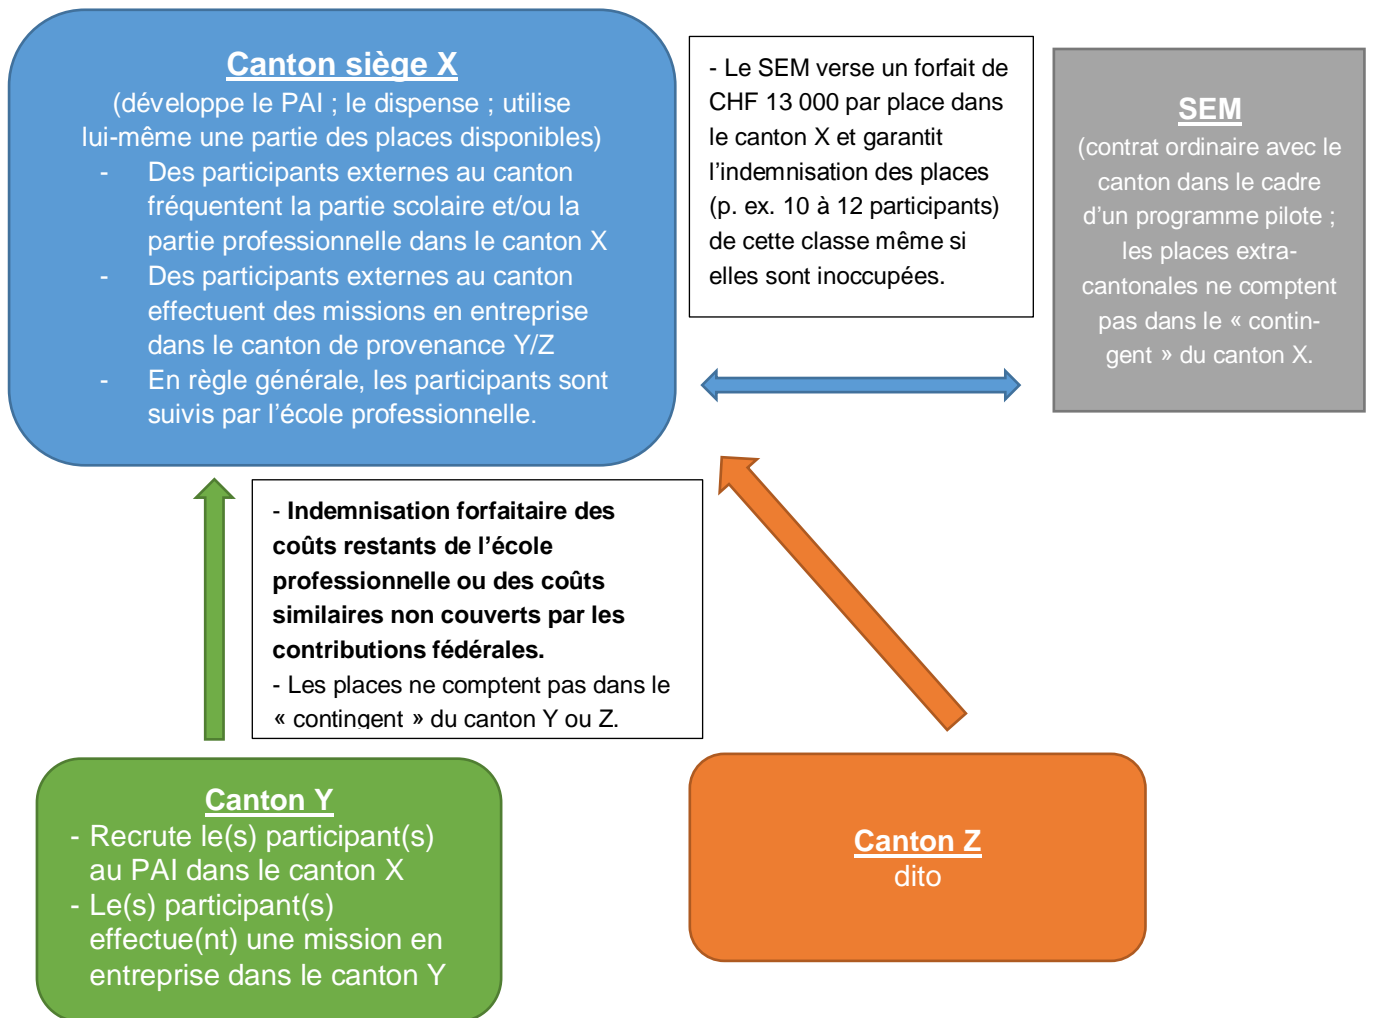 Canton siège X
(développe le PAI ; le dispense ; utilise
lui-même une partie des places disponibles)
- Des participants externes au canton
fréquentent la partie scolaire et/ou la
partie professionnelle dans le canton X
- Des participants externes au canton
effectuent des missions en entreprise
dans le canton de provenance Y/Z
- En règle générale, les participants sont
suivis par l’école professionnelle.
- Le SEM verse un forfait de
CHF 13 000 par place dans
le canton X et garantit
l’indemnisation des places
(p. ex. 10 à 12 participants)
de cette classe même si
elles sont inoccupées.
SEM
(contrat ordinaire avec le
canton dans le cadre
d’un programme pilote ;
les places extra-
cantonales ne comptent
pas dans le « contin-
gent » du canton X.
- Indemnisation forfaitaire des
coûts restants de l’école
professionnelle ou des coûts
similaires non couverts par les
contributions fédérales.
- Les places ne comptent pas dans le
« contingent » du canton Y ou Z.
Canton Y
- Recrute le(s) participant(s)
au PAI dans le canton X
- Le(s) participant(s)
effectue(nt) une mission en
entreprise dans le canton Y
Canton Z
dito